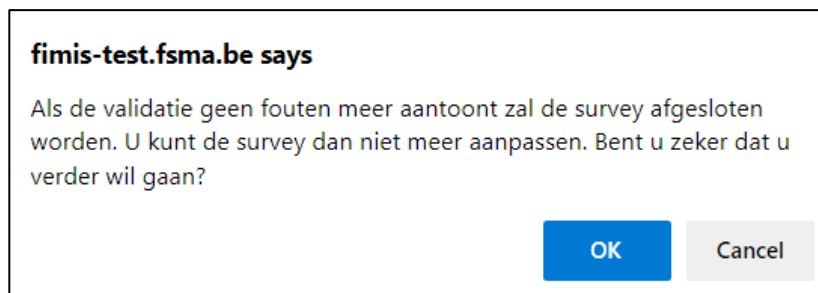 fimis-test.fsma.be says
Als de validatie geen fouten meer aantoont zal de survey afgesloten
worden. U kunt de survey dan niet meer aanpassen. Bent u zeker dat u
verder wil gaan?
OK
Cancel